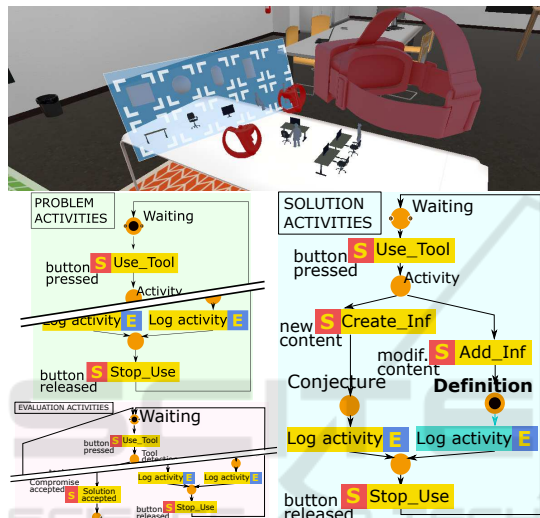 PROBLEM
ACTIVITIES
Waiting
S Use_Tool
button
pressed
Activity
Log activity E
Log activity E
button
released
S Stop_Use
EVALUATION ACTIVITIES
Waiting
button
pressed
S Use_Tool
Tool
Compromise
accepted
S Solution
accepted
Log activity E
Log activity E
button
released
S Stop_Use
SOLUTION
ACTIVITIES
Waiting
button
pressed
S Use_Tool
Activity
new
content
S Create_Inf
modif.
content
S Add_Inf
Conjecture
Definition
Log activity E
Log activity E
button
released
S Stop_Use